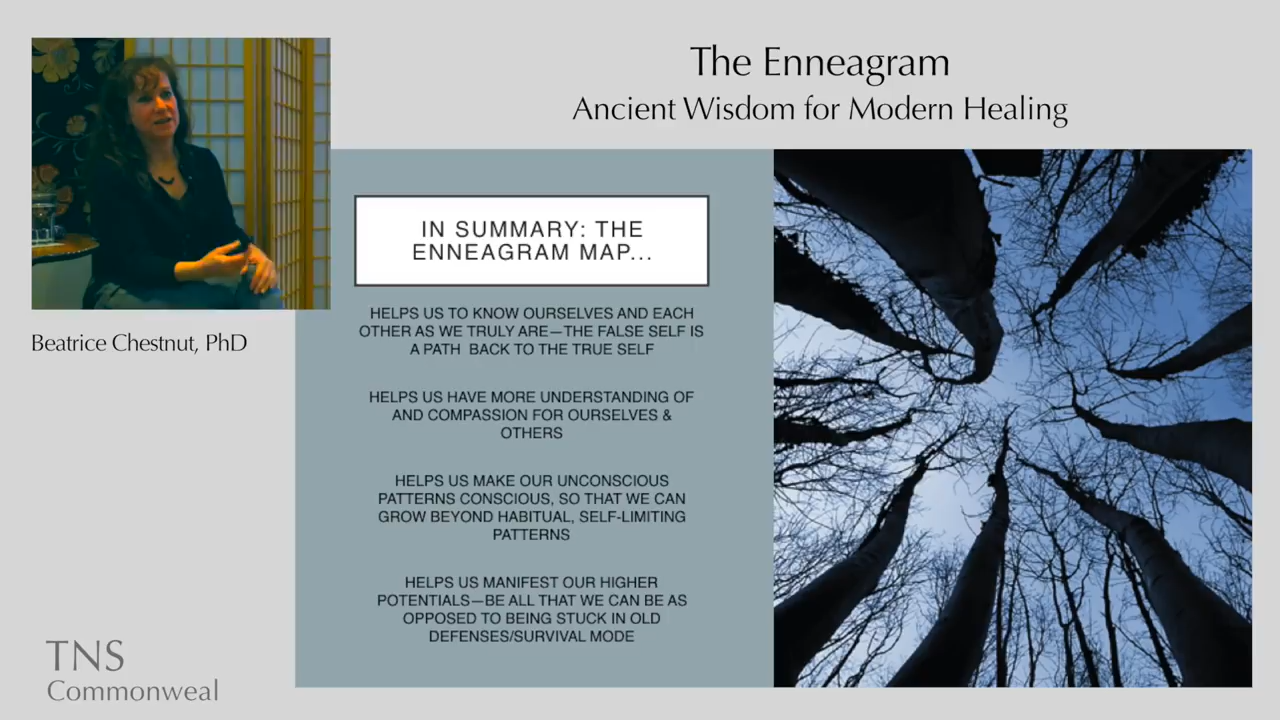 The Enneagram
Ancient Wisdom for Modern Healing
IN SUMMARY: THE
ENNEAGRAM MAP...
HELPS US TO KNOW OURSELVES AND EACH
OTHER AS WE TRULY ARE—THE FALSE SELF IS
A PATH BACK TO THE TRUE SELF
HELPS US HAVE MORE UNDERSTANDING OF
AND COMPASSION FOR OURSELVES &
OTHERS
HELPS US MAKE OUR UNCONSCIOUS
PATTERNS CONSCIOUS, SO THAT WE CAN
GROW BEYOND HABITUAL, SELF-LIMITING
PATTERNS
HELPS US MANIFEST OUR HIGHER
POTENTIALS—BE ALL THAT WE CAN BE AS
OPPOSED TO BEING STUCK IN OLD
DEFENSES/SURVIVAL MODE
Beatrice Chestnut, PhD
TNS
Commonweal